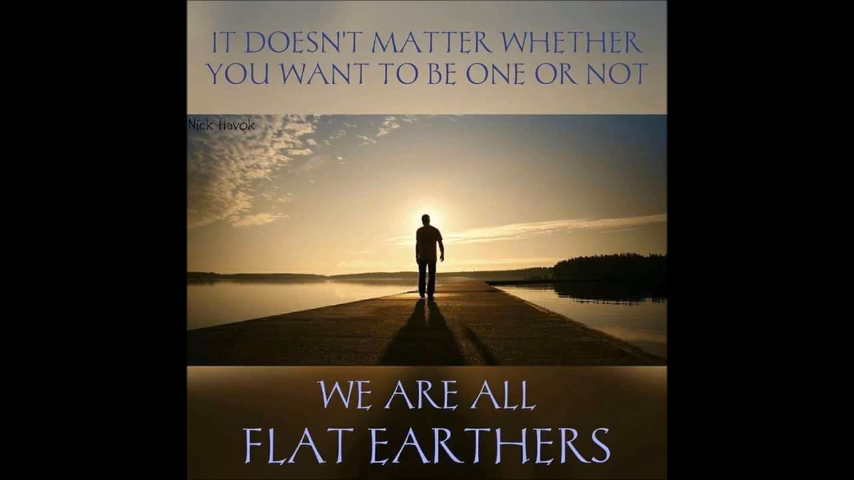 IT DOESN'T MATTER WHETHER
YOU WANT TO BE ONE OR NOT
Nick Havok
WE ARE ALL
FLAT EARTHERS